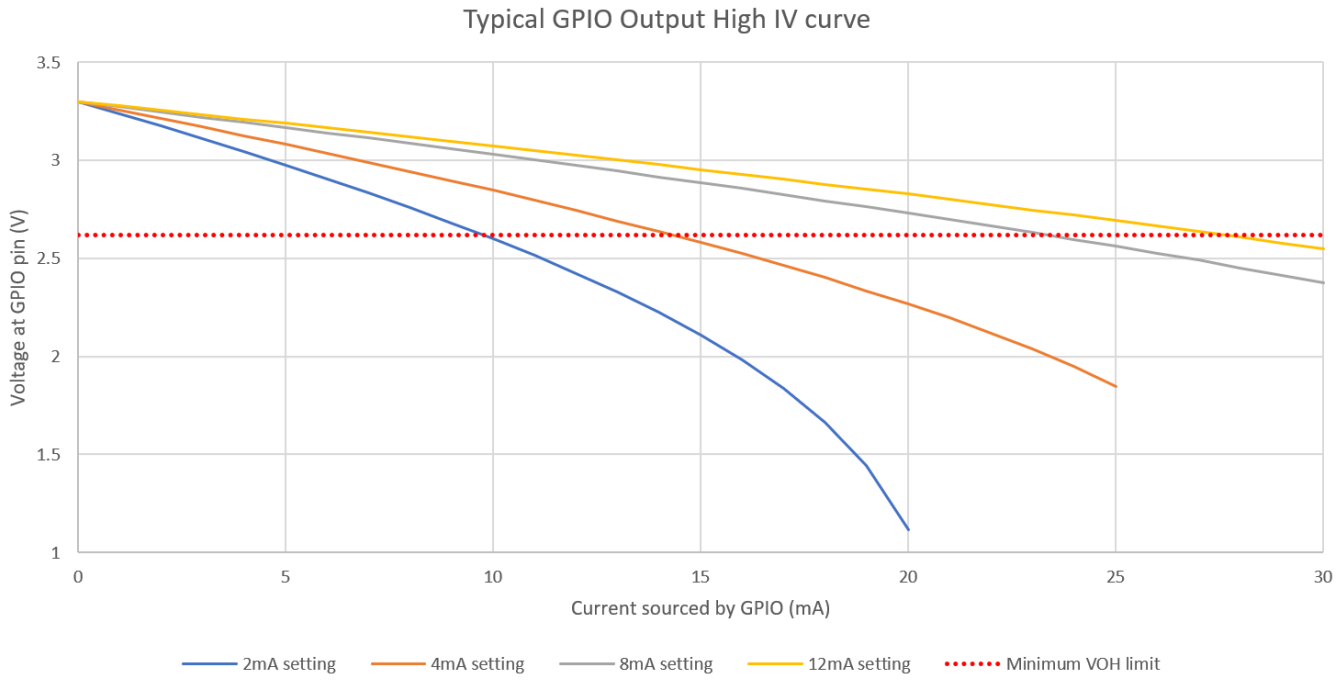 Typical GPIO Output High IV curve
Voltage at GPIO pin (V)
3.5
3
2.5
2
1.5
1
0 5 10 15 20 25 30
Current sourced by GPIO (mA)
2mA setting 4mA setting 8mA setting 12mA setting Minimum VOH limit